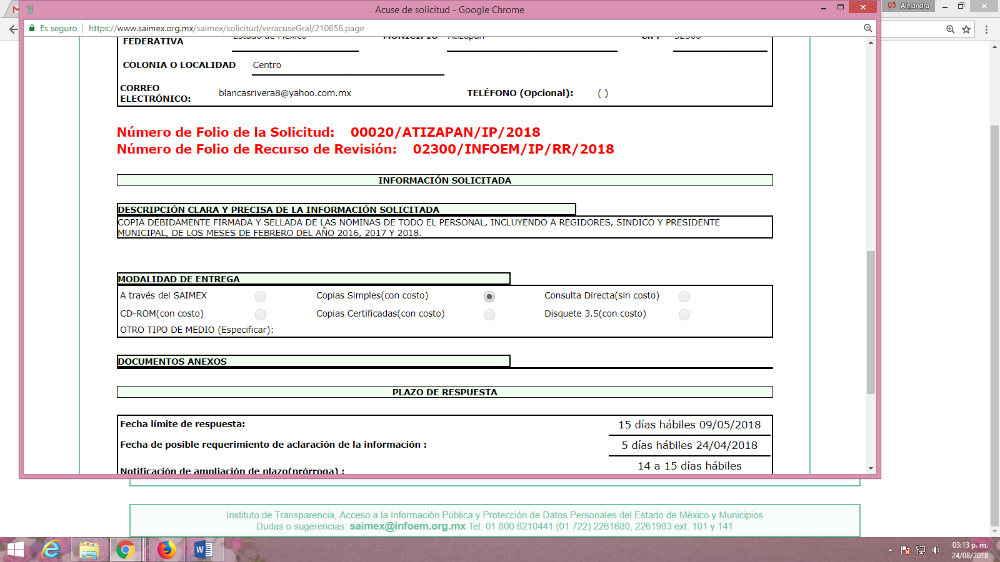 Acuse de solicitud - Google Chrome
Alejandra
Es seguro | https://www.saimex.org.mx/saimex/solicitud/veracuseGral/210656.page
FEDERATIVA Estado de México MUNICIPIO Atizapán C.P. 52500
COLONIA O LOCALIDAD Centro
CORREO
ELECTRÓNICO: blancasrivera8@yahoo.com.mx TELÉFONO (Opcional): ( )
Número de Folio de la Solicitud: 00020/ATIZAPAN/IP/2018
Número de Folio de Recurso de Revisión: 02300/INFOEM/IP/RR/2018
INFORMACIÓN SOLICITADA
DESCRIPCIÓN CLARA Y PRECISA DE LA INFORMACIÓN SOLICITADA
COPIA DEBIDAMENTE FIRMADA Y SELLADA DE LAS NOMINAS DE TODO EL PERSONAL, INCLUYENDO A REGIDORES, SINDICO Y PRESIDENTE
MUNICIPAL, DE LOS MESES DE FEBRERO DEL AÑO 2016, 2017 Y 2018.
MODALIDAD DE ENTREGA
A través del SAIMEX Copias Simples(con costo) Consulta Directa(sin costo)
CD-ROM(con costo) Copias Certificadas(con costo) Disquete 3.5(con costo)
OTRO TIPO DE MEDIO (Especificar):
DOCUMENTOS ANEXOS
PLAZO DE RESPUESTA
Fecha límite de respuesta: 15 días hábiles 09/05/2018
Fecha de posible requerimiento de aclaración de la información : 5 días hábiles 24/04/2018
Notificación de ampliación de plazo(prórroga) : 14 a 15 días hábiles
Instituto de Transparencia, Acceso a la Información Pública y Protección de Datos Personales del Estado de México y Municipios
Dudas o sugerencias: saimex@infoem.org.mx Tel. 01 800 8210441 (01 722) 2261680, 2261983 ext. 101 y 141
03:13 p. m.
24/08/2018